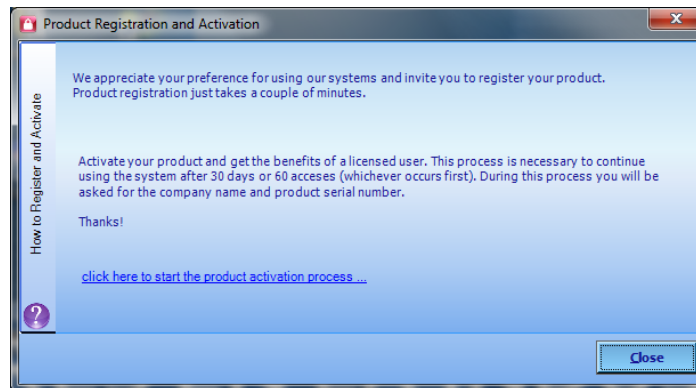 Product Registration and Activation
x
How to Register and Activate
We appreciate your preference for using our systems and invite you to register your product.
Product registration just takes a couple of minutes.
Activate your product and get the benefits of a licensed user. This process is necessary to continue
using the system after 30 days or 60 acceses (whichever occurs first). During this process you will be
asked for the company name and product serial number.
Thanks!
click here to start the product activation process ...
?
Close